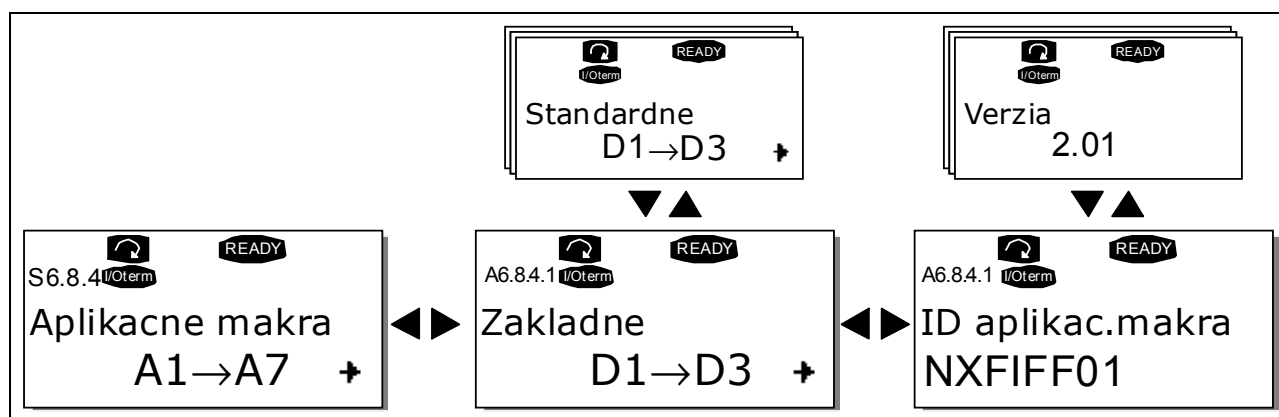 READY
I/Oterm
Standardne
D1→D3
READY
I/Oterm
Verzia
2.01
READY
S6.8.4 I/Oterm
Aplikacne makra
A1→A7
READY
A6.8.4.1 I/Oterm
Zakladne
D1→D3
READY
A6.8.4.1 I/Oterm
ID aplikac.makra
NXFIFF01